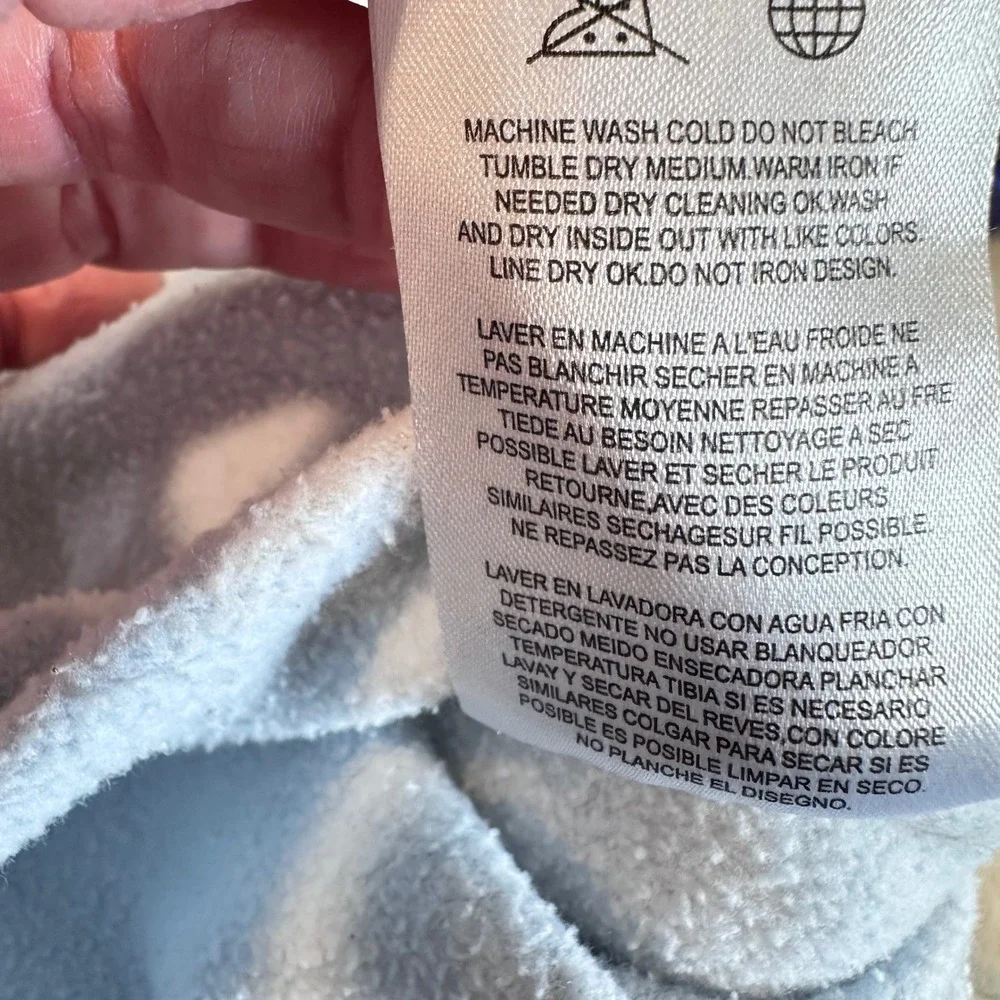 MACHINE WASH COLD DO NOT BLEACH
TUMBLE DRY MEDIUM.WARM IRON IF
NEEDED DRY CLEANING OK.WASH
AND DRY INSIDE OUT WITH LIKE COLORS.
LINE DRY OK.DO NOT IRON DESIGN.
LAVER EN MACHINE A L'EAU FROIDE NE
PAS BLANCHIR SECHER EN MACHINE A
TEMPERATURE MOYENNE REPASSER AU FRE
TIEDE AU BESOIN NETTOYAGE A SEC
POSSIBLE LAVER ET SECHER LE PRODUIT
RETOURNE,AVEC DES COULEURS
SIMILAIRES SECHAGESUR FIL POSSIBLE.
NE REPASSEZ PAS LA CONCEPTION.
LAVER EN LAVADORA CON AGUA FRIA CON
DETERGENTE NO USAR BLANQUEADOR
SECADO MEIDO ENSECADORA PLANCHAR
TEMPERATURA TIBIA SI ES NECESARIO
LAVAY Y SECAR DEL REVES,CON COLORE
SIMILARES COLGAR PARA SECAR SI ES
POSIBLE ES POSIBLE LIMPAR EN SECO.
NO PLANCHE EL DISEGNO.